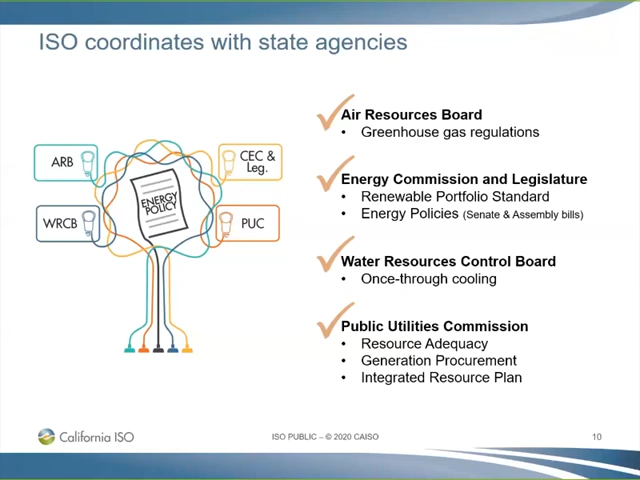 ISO coordinates with state agencies
ARB
CEC &
Leg.
ENERGY
POLICY
WRCB
PUC
Air Resources Board
• Greenhouse gas regulations
Energy Commission and Legislature
• Renewable Portfolio Standard
• Energy Policies (Senate & Assembly bills)
Water Resources Control Board
• Once-through cooling
Public Utilities Commission
• Resource Adequacy
• Generation Procurement
• Integrated Resource Plan
California ISO
ISO PUBLIC – © 2020 CAISO
10